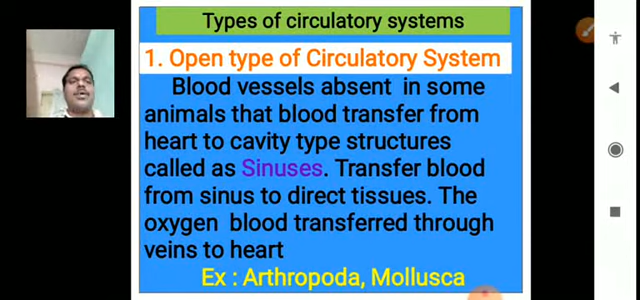 Types of circulatory systems
1. Open type of Circulatory System
Blood vessels absent in some
animals that blood transfer from
heart to cavity type structures
called as Sinuses. Transfer blood
from sinus to direct tissues. The
oxygen blood transferred through
veins to heart
Ex : Arthropoda, Mollusca